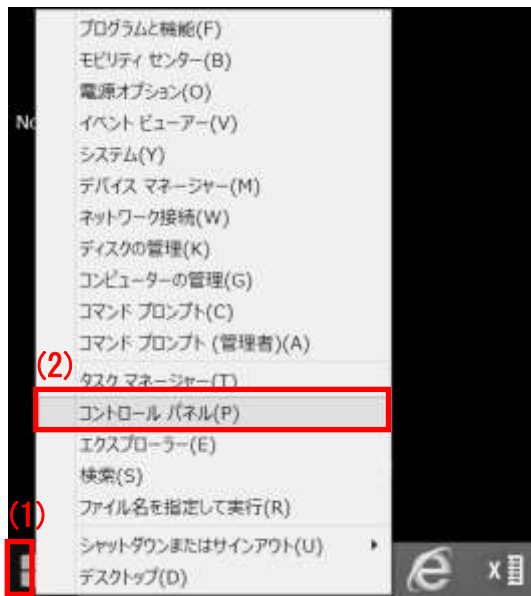 プログラムと機能(F)
モビリティ センター(B)
電源オプション(O)
No
イベント ビューアー(V)
システム(Y)
デバイス マネージャー(M)
ネットワーク接続(W)
ディスクの管理(K)
コンピューターの管理(G)
コマンド プロンプト(C)
コマンド プロンプト (管理者)(A)
(2)
タスク マネージャー(T)
コントロール パネル(P)
エクスプローラー(E)
検索(S)
ファイル名を指定して実行(R)
(1)
シャットダウンまたはサインアウト(U)
デスクトップ(D)